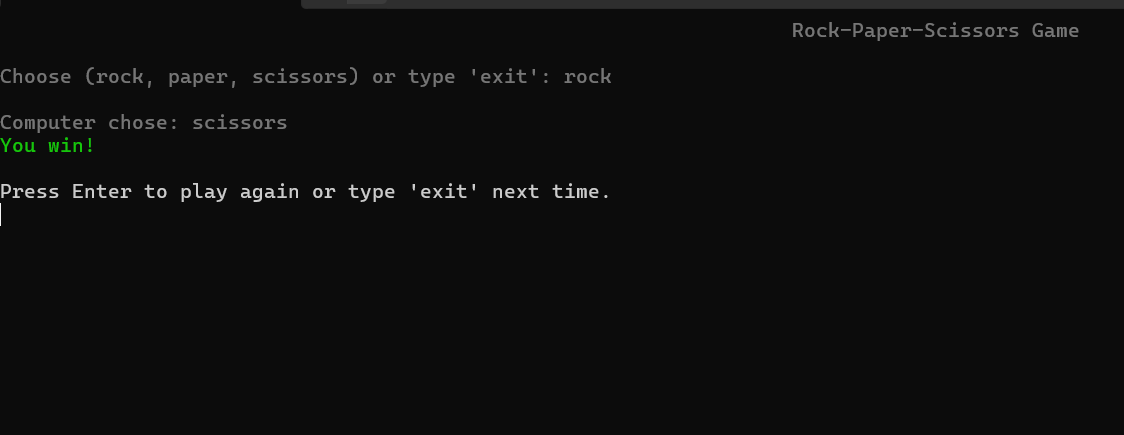 Rock-Paper-Scissors Game
Choose (rock, paper, scissors) or type 'exit': rock
Computer chose: scissors
You win!
Press Enter to play again or type 'exit' next time.